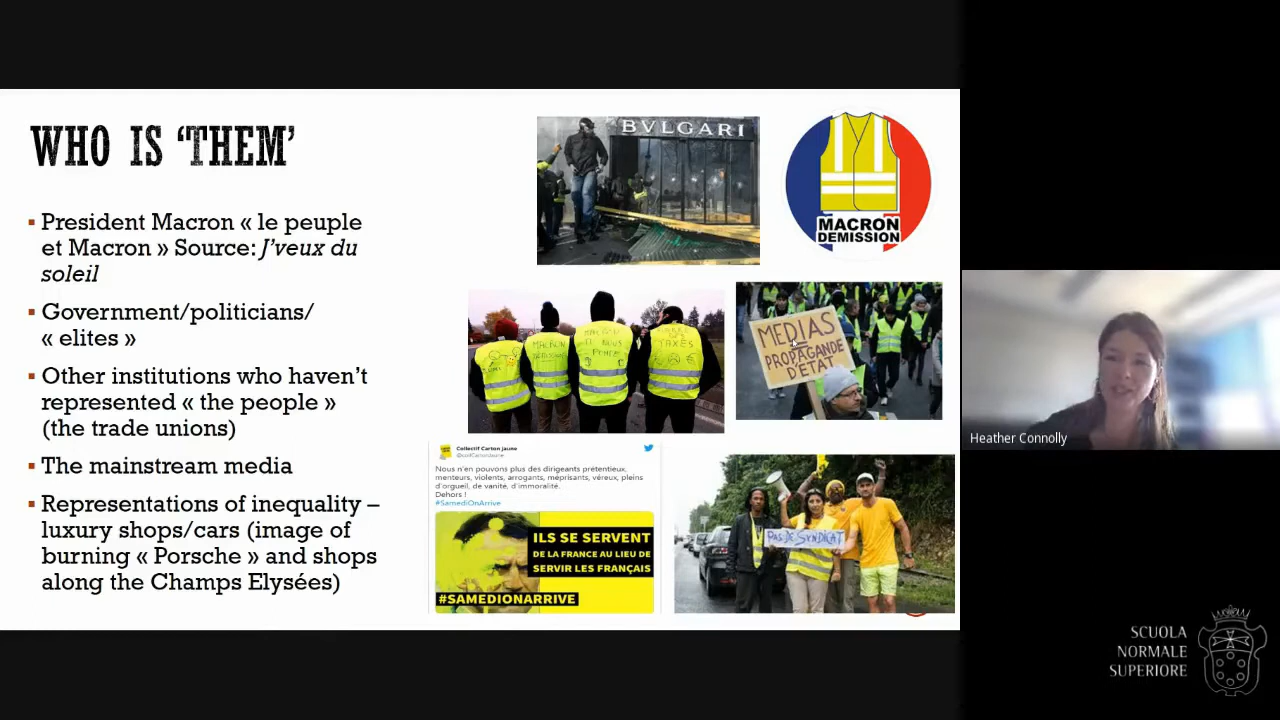 WHO IS ‘THEM’
▪ President Macron « le peuple
et Macron » Source: J’veux du
soleil
▪ Government/politicians/
« elites »
▪ Other institutions who haven’t
represented « the people »
(the trade unions)
▪ The mainstream media
▪ Representations of inequality –
luxury shops/cars (image of
burning « Porsche » and shops
along the Champs Elysées)
BVLGARI
MACRON
DEMISSION
MACRON
TAXES
MEDIAS
PROPAGANDE
D'ETAT
Collectif Carton Jaune
Nous n'en pouvons plus des dirigeants prétentieux,
menteurs, violents, arrogants, méprisants, véreux, pleins
d'orgueil, de vanité, d'immoralité.
Dehors !
#SamediOnArrive
ILS SE SERVENT
DE LA FRANCE AU LIEU DE
SERVIR LES FRANÇAIS
#SAMEDIONARRIVE
PAS DE SYNDICAT
Heather Connolly
SCUOLA
NORMALE
SUPERIORE